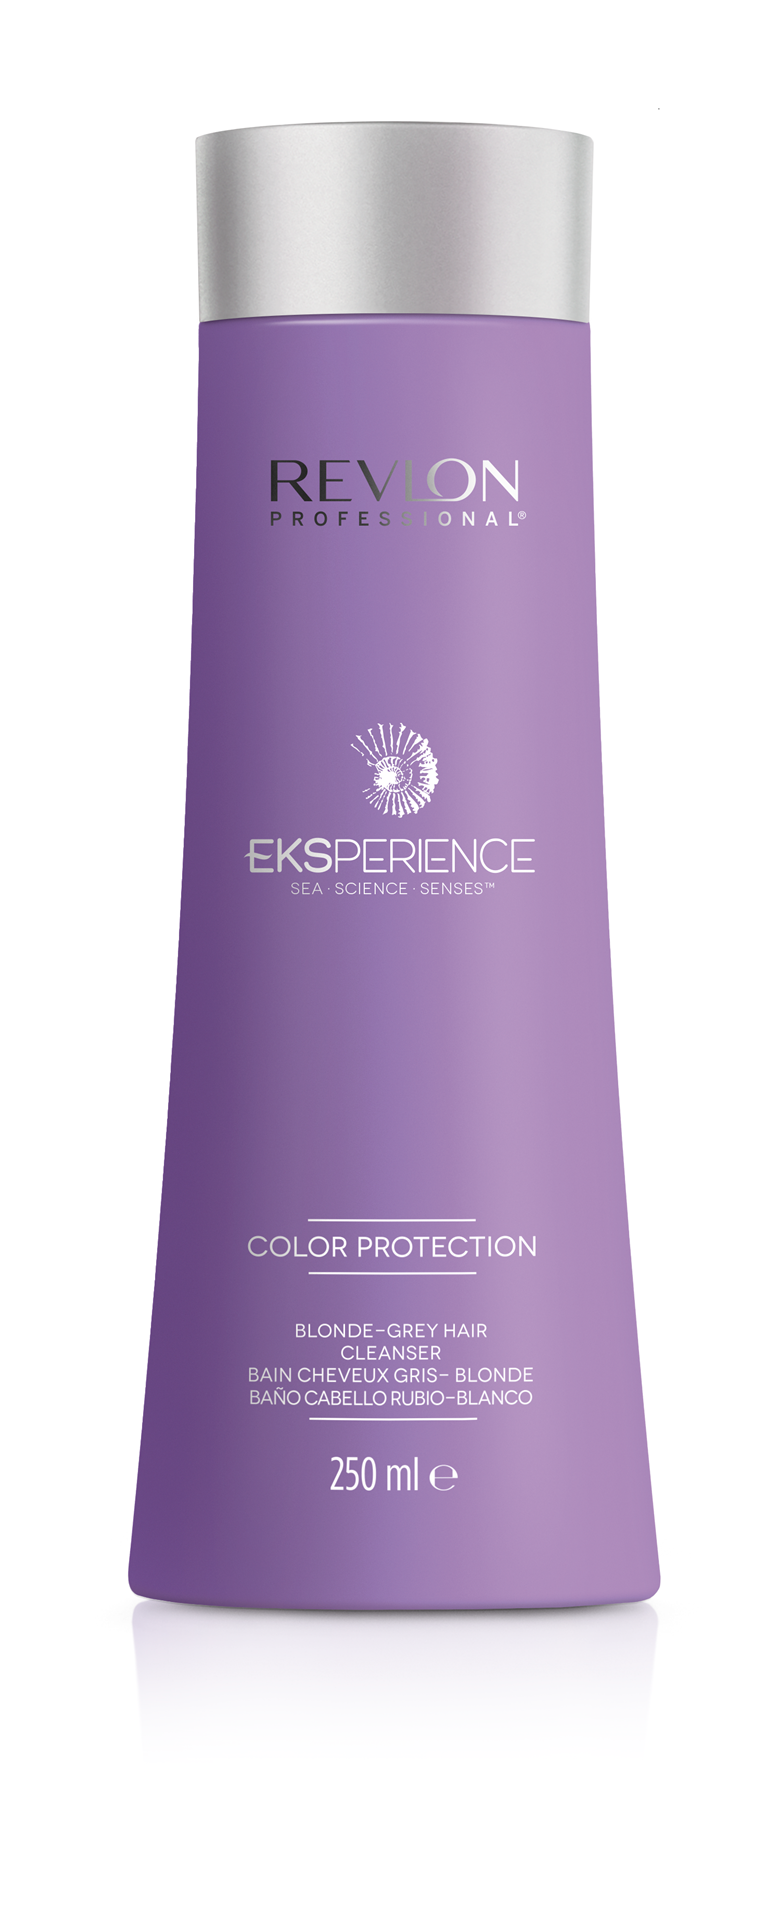 REVLON
PROFESSIONAL®
EKSPERIENCE
SEA · SCIENCE · SENSES™
COLOR PROTECTION
BLONDE-GREY HAIR
CLEANSER
BAIN CHEVEUX GRIS- BLONDE
BAÑO CABELLO RUBIO-BLANCO
250 ml ℮